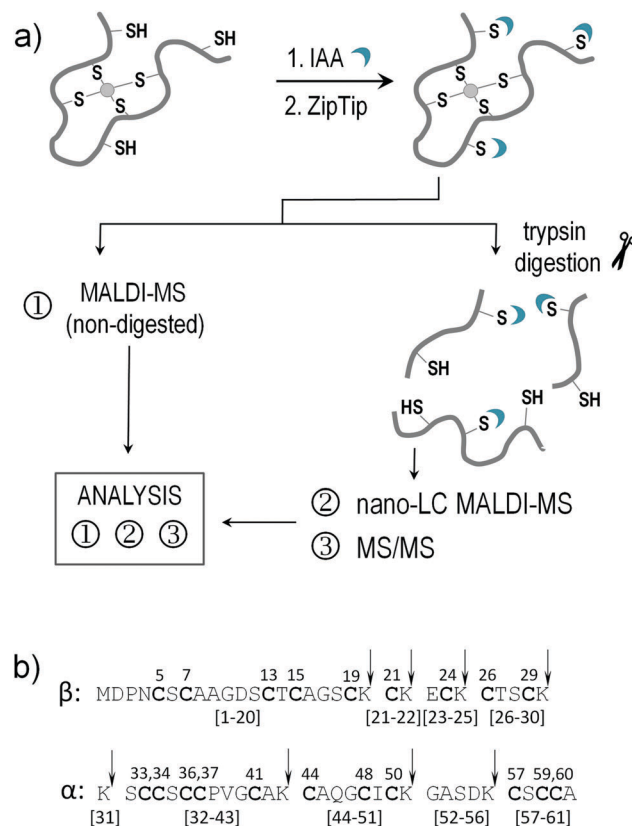 a)
SH
SH
S
S
S
S
SH
1. IAA
2. ZipTip
S
S
S
S
S
S
S
① MALDI-MS
(non-digested)
trypsin
digestion
S
S
SH
SH
HS
S
SH
ANALYSIS
① ② ③
② nano-LC MALDI-MS
③ MS/MS
b)
5 7 13 15 19 21 24 26 29
β: MDPNCSCAAGDSCTCAGSCK CK ECK CTSCK
[1-20] [21-22] [23-25] [26-30]
33,34 36,37 41 44 48 50 57 59,60
α: K SCCSCCPVGCAK CAQGCICK GASDK CSCCA
[31] [32-43] [44-51] [52-56] [57-61]